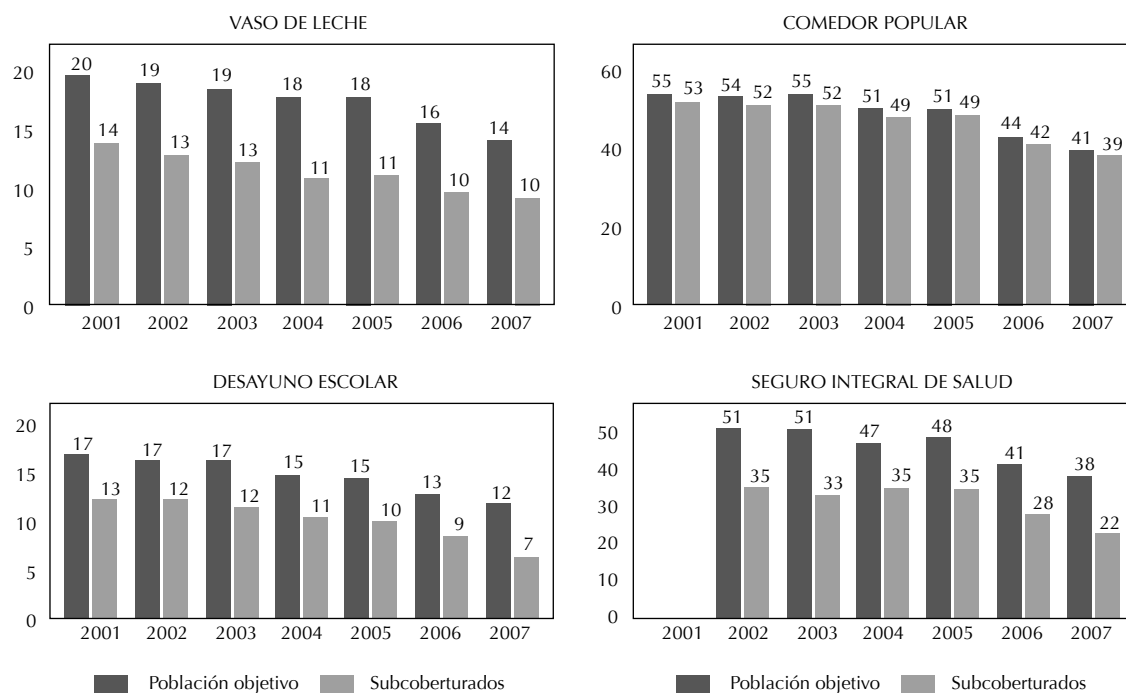 VASO DE LECHE
20
15
10
5
0
20 14 19 13 19 13 18 11 18 11 16 10 14 10
2001 2002 2003 2004 2005 2006 2007
COMEDOR POPULAR
60
40
20
0
55 53 54 52 55 52 51 49 51 49 44 42 41 39
2001 2002 2003 2004 2005 2006 2007
DESAYUNO ESCOLAR
20
15
10
5
0
17 13 17 12 17 12 15 11 15 10 13 9 12 7
2001 2002 2003 2004 2005 2006 2007
Población objetivo Subcoberturados
SEGURO INTEGRAL DE SALUD
50
40
30
20
10
0
51 35 51 33 47 35 48 35 41 28 38 22
2001 2002 2003 2004 2005 2006 2007
Población objetivo Subcoberturados